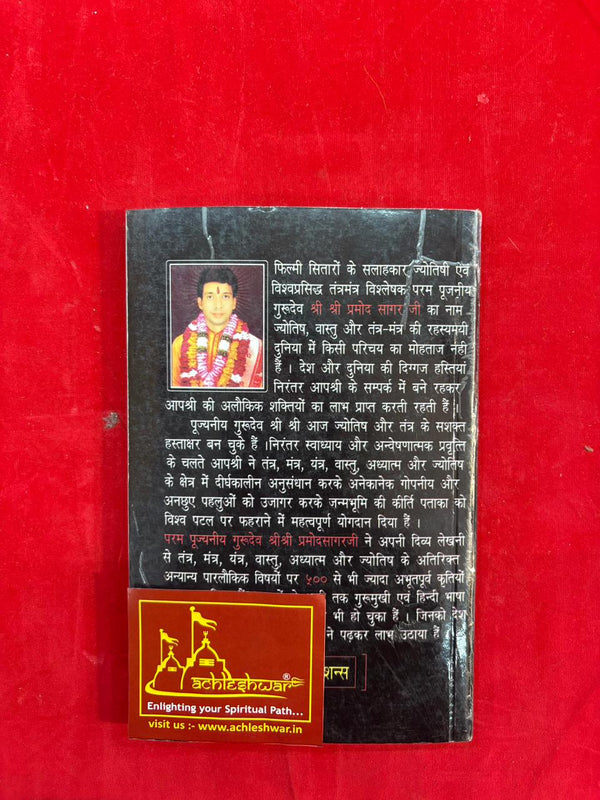 फिल्मी सितारों के सलाहकार ज्योतिषी एवं
विश्वप्रसिद्ध तंत्रमंत्र विश्लेषक परम पूजनीय
गुरूदेव श्री श्री प्रमोद सागर जी का नाम
ज्योतिष, वास्तु और तंत्र-मंत्र की रहस्यमयी
दुनिया में किसी परिचय का मोहताज नहीं
हैं । देश और दुनिया की दिग्गज हस्तियां
निरंतर आपश्री के सम्पर्क में बने रहकर
आपश्री की अलौकिक शक्तियों का लाभ प्राप्त करती रहती हैं ।
पूज्यनीय गुरूदेव श्री श्री आज ज्योतिष और तंत्र के सशक्त
हस्ताक्षर बन चुके हैं ।निरंतर स्वाध्याय और अन्वेषणात्मक प्रवृत्ति
के चलते आपश्री ने तंत्र, मंत्र, यंत्र, वास्तु, अध्यात्म और ज्योतिष
के क्षेत्र में दीर्घकालीन अनुसंधान करके अनेकानेक गोपनीय और
अनछुए पहलुओं को उजागर करके जन्मभूमि की कीर्ति पताका को
विश्व पटल पर फहराने में महत्वपूर्ण योगदान दिया हैं ।
परम पूज्यनीय गुरूदेव श्रीश्री प्रमोदसागरजी ने अपनी दिव्य लेखनी
से तंत्र, मंत्र, यंत्र, वास्तु, अध्यात्म और ज्योतिष के अतिरिक्त
अन्यान्य पारलौकिक विषयों पर ५०० से भी ज्यादा अभूतपूर्व कृतियों
तक गुरूमुखी एवं हिन्दी भाषा
भी हो चुका हैं । जिनको देश
ने पढ़कर लाभ उठाया हैं
शन्स
achleshwar®
Enlighting your Spiritual Path...
visit us :- www.achleshwar.in